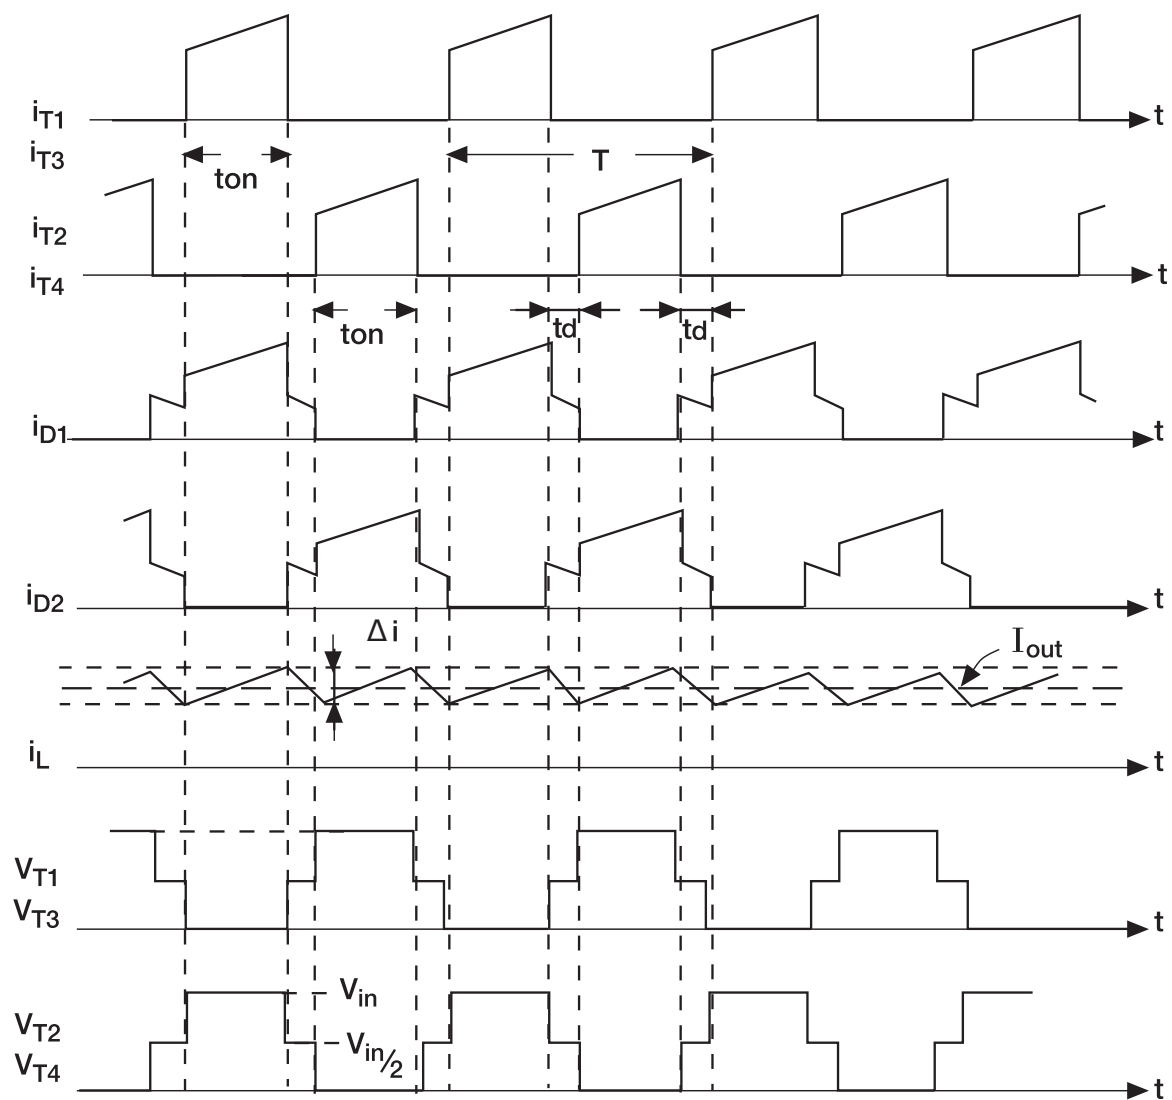 iT1 t
iT3 ton T
iT2
iT4 t
ton td td
iD1 t
iD2 t
Δi Iout
iL t
VT1
VT3 t
Vin
VT2 Vin/2
VT4 t